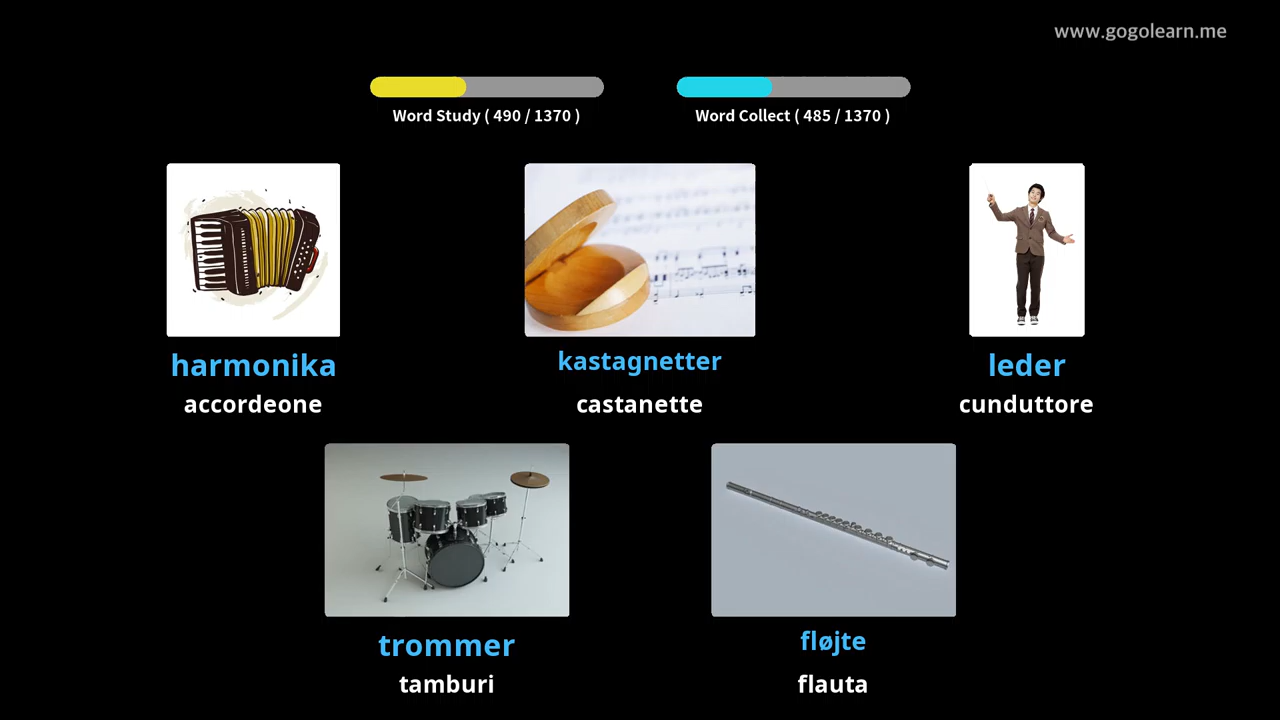 www.gogolearn.me
Word Study ( 490 / 1370 )
Word Collect ( 485 / 1370 )
harmonika
accordeone
kastagnetter
castanette
leder
cunduttore
trommer
tamburi
fløjte
flauta